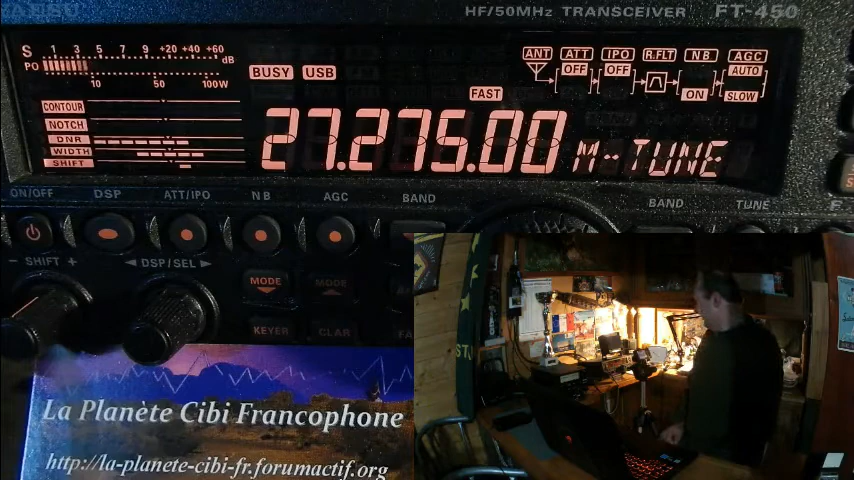 YAESU HF/50MHz TRANSCEIVER FT-450
S 1 3 5 7 9 +20 +40 +60 dB
PO 10 50 100W
BUSY USB
ANT ATT IPO R.FLT NB AGC
OFF OFF AUTO
ON SLOW
FAST
CONTOUR
NOTCH
DNR
WIDTH
SHIFT
27.275.00 M-TUNE
ON/OFF DSP ATT/IPO NB AGC BAND BAND TUNE
- SHIFT + ◄DSP/SEL►
MODE MODE
KEYER CLAR
La Planète Cibi Francophone
http://la-planete-cibi-fr.forumactif.org